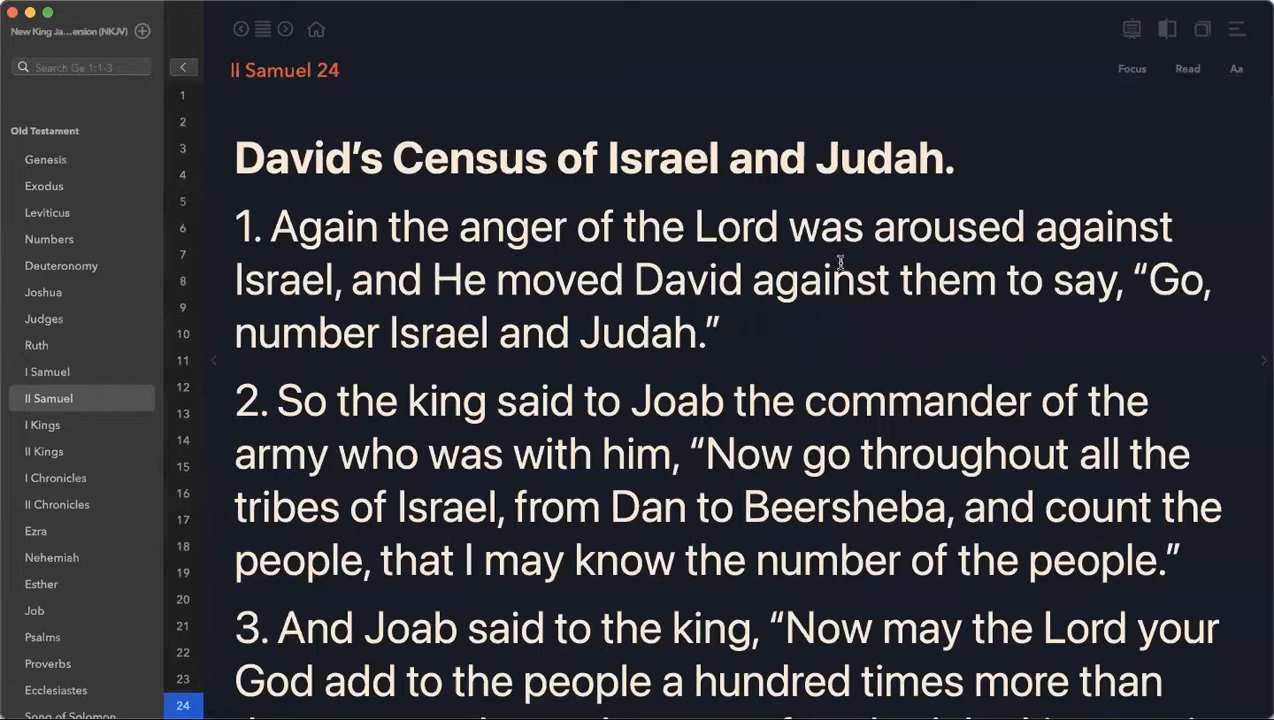 New King Ja...ersion (NKJV)
Search Ge 1:1-3
Old Testament
Genesis
Exodus
Leviticus
Numbers
Deuteronomy
Joshua
Judges
Ruth
I Samuel
II Samuel
I Kings
II Kings
I Chronicles
II Chronicles
Ezra
Nehemiah
Esther
Job
Psalms
Proverbs
Ecclesiastes
Song of Solomon
1
2
3
4
5
6
7
8
9
10
11
12
13
14
15
16
17
18
19
20
21
22
23
24
II Samuel 24
Focus Read Aa
David’s Census of Israel and Judah.
1. Again the anger of the Lord was aroused against
Israel, and He moved David against them to say, “Go,
number Israel and Judah.”
2. So the king said to Joab the commander of the
army who was with him, “Now go throughout all the
tribes of Israel, from Dan to Beersheba, and count the
people, that I may know the number of the people.”
3. And Joab said to the king, “Now may the Lord your
God add to the people a hundred times more than